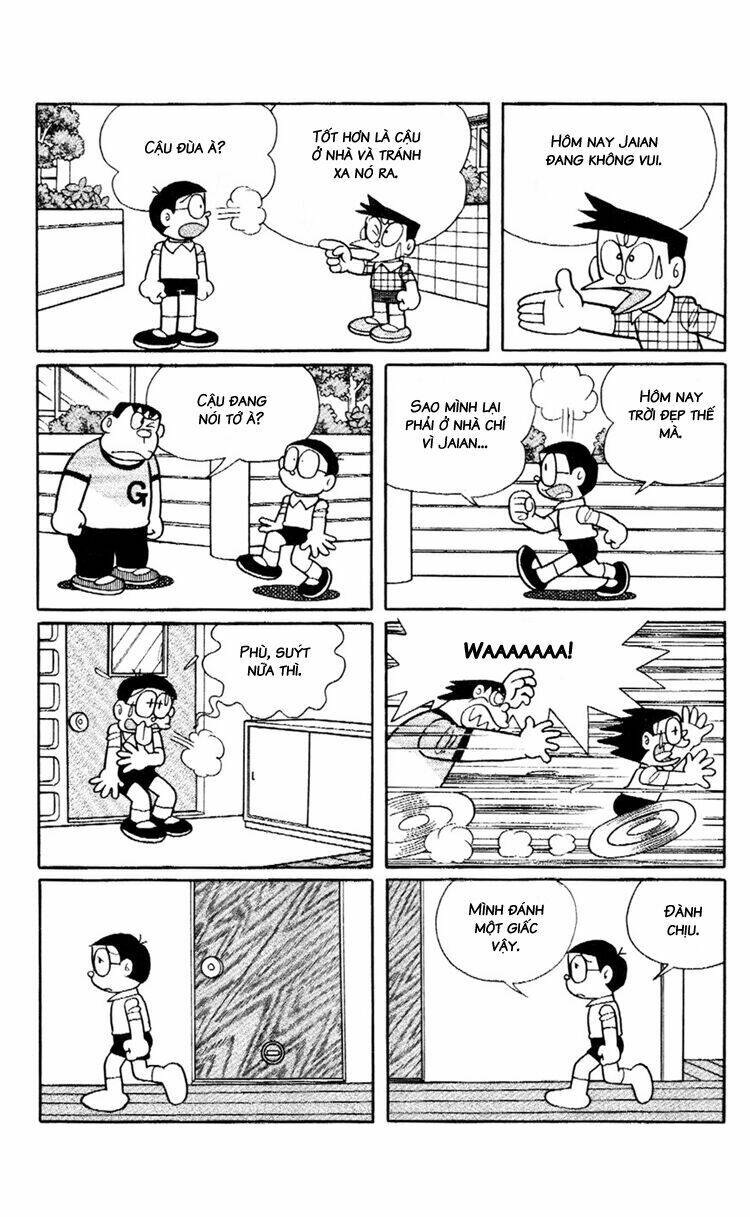 HÔM NAY JAIAN
ĐANG KHÔNG VUI.
TỐT HƠN LÀ CẬU
Ở NHÀ VÀ TRÁNH
XA NÓ RA.
CẬU ĐÙA À?
HÔM NAY
TRỜI ĐẸP THẾ
MÀ.
SAO MÌNH LẠI
PHẢI Ở NHÀ CHỈ
VÌ JAIAN...
CẬU ĐANG
NÓI TỚ À?
G
WAAAAAAA!
PHÙ, SUÝT
NỮA THÌ.
ĐÀNH
CHỊU.
MÌNH ĐÁNH
MỘT GIẤC
VẬY.